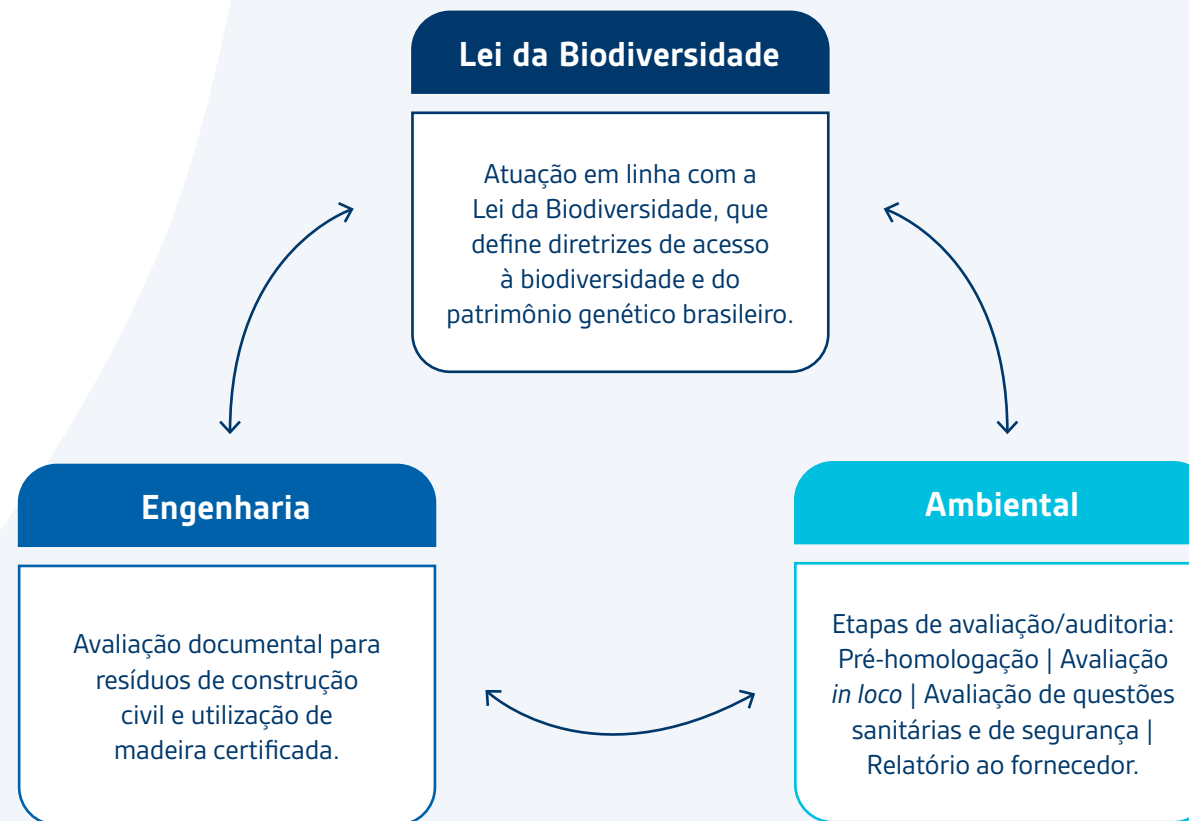 Lei da Biodiversidade
Atuação em linha com a
Lei da Biodiversidade, que
define diretrizes de acesso
à biodiversidade e do
patrimônio genético brasileiro.
Engenharia
Avaliação documental para
resíduos de construção
civil e utilização de
madeira certificada.
Ambiental
Etapas de avaliação/auditoria:
Pré-homologação | Avaliação
in loco | Avaliação de questões
sanitárias e de segurança |
Relatório ao fornecedor.